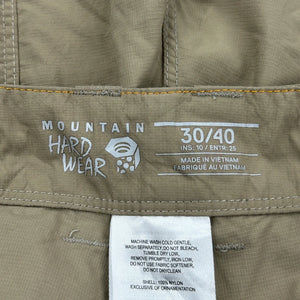 MOUNTAIN
HARD
WEAR
30/40
INS: 10 / ENTR: 25
MADE IN VIETNAM
FABRIQUÉ AU VIETNAM
MACHINE WASH COLD GENTLE,
WASH SEPARATELY, DO NOT BLEACH,
TUMBLE DRY LOW,
REMOVE PROMPTLY, IRON LOW,
DO NOT USE FABRIC SOFTENER,
DO NOT DRYCLEAN
SHELL: 100% NYLON
EXCLUSIVE OF ORNAMENTATION